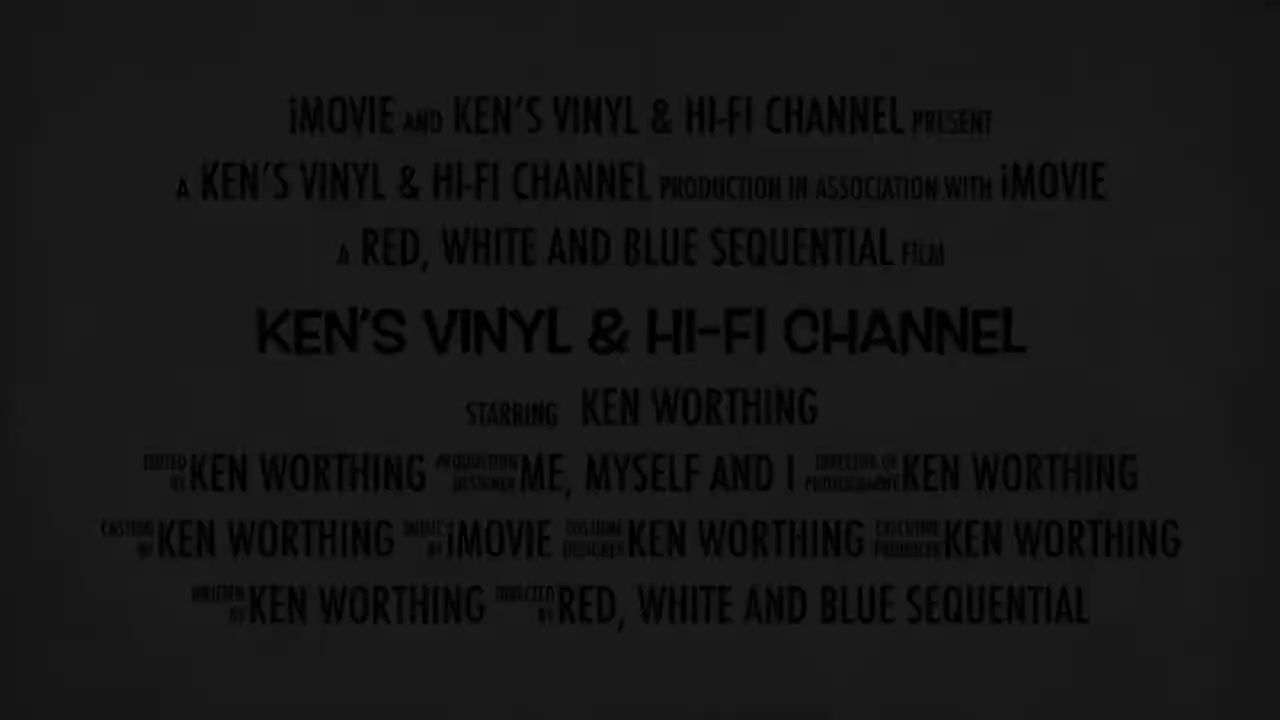 iMOVIE AND KEN'S VINYL & HI-FI CHANNEL PRESENT
A KEN'S VINYL & HI-FI CHANNEL PRODUCTION IN ASSOCIATION WITH iMOVIE
A RED, WHITE AND BLUE SEQUENTIAL FILM
KEN'S VINYL & HI-FI CHANNEL
STARRING KEN WORTHING
EDITED BY KEN WORTHING PRODUCTION DESIGNER ME, MYSELF AND I DIRECTOR OF PHOTOGRAPHY KEN WORTHING
CASTING BY KEN WORTHING MUSIC BY iMOVIE COSTUME DESIGNER KEN WORTHING EXECUTIVE PRODUCER KEN WORTHING
WRITTEN BY KEN WORTHING DIRECTED BY RED, WHITE AND BLUE SEQUENTIAL